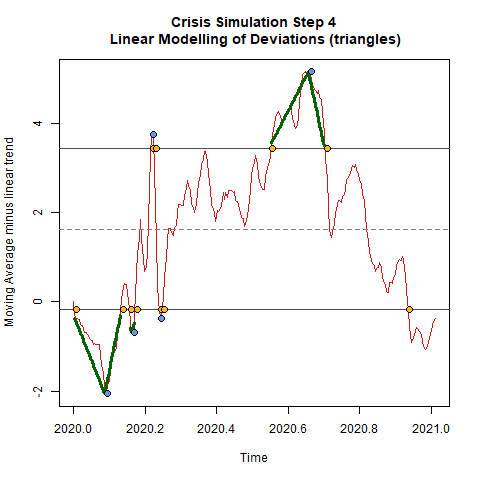 Crisis Simulation Step 4
Linear Modelling of Deviations (triangles)
Moving Average minus linear trend
4
2
0
-2
2020.0 2020.2 2020.4 2020.6 2020.8 2021.0
Time